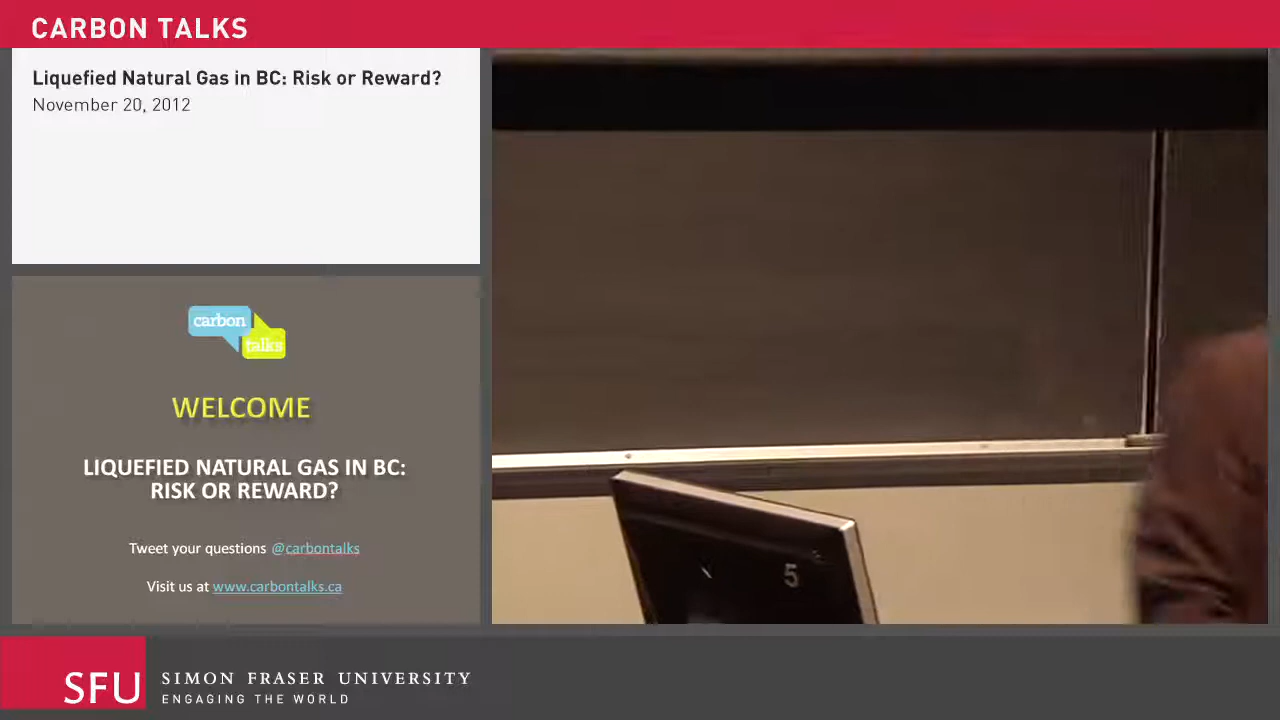 CARBON TALKS
Liquefied Natural Gas in BC: Risk or Reward?
November 20, 2012
carbon
talks
WELCOME
LIQUEFIED NATURAL GAS IN BC:
RISK OR REWARD?
Tweet your questions @carbontalks
Visit us at www.carbontalks.ca
5
SFU
SIMON FRASER UNIVERSITY
ENGAGING THE WORLD